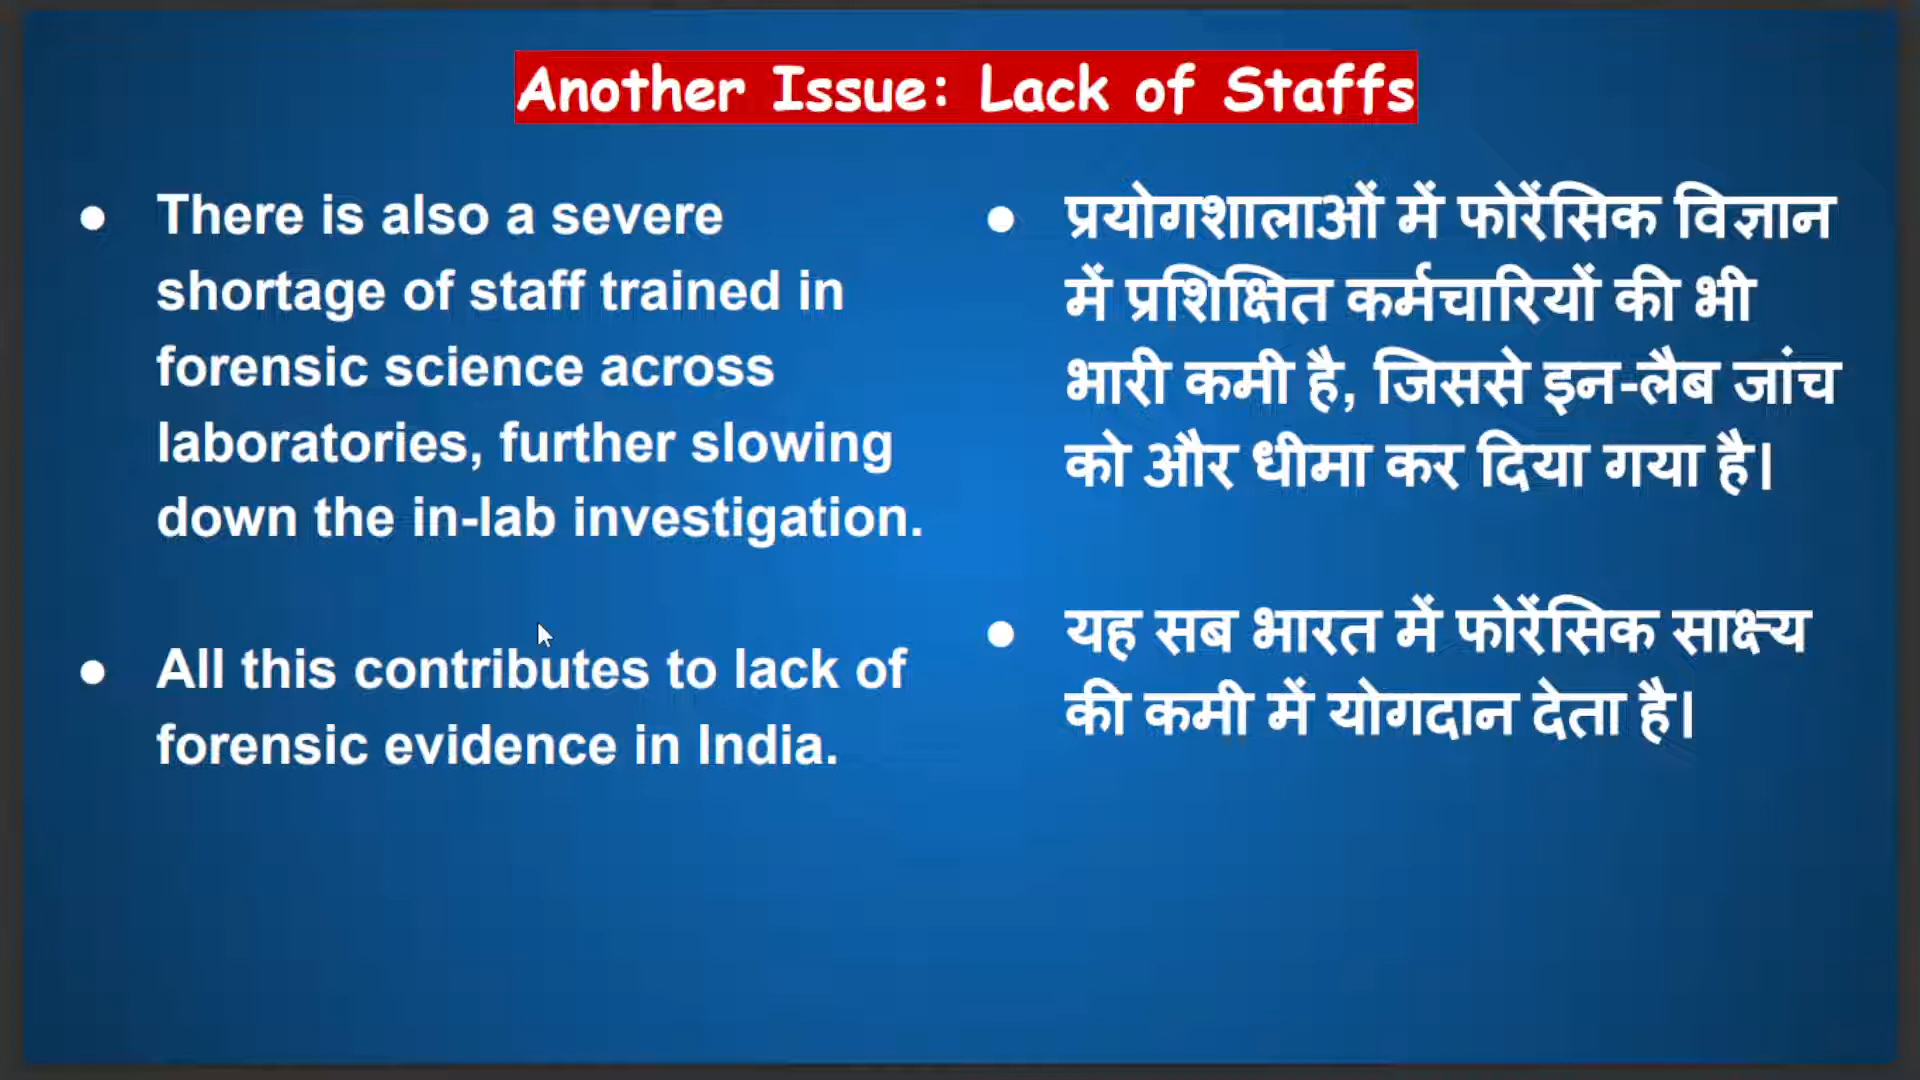 Another Issue: Lack of Staffs
● There is also a severe
shortage of staff trained in
forensic science across
laboratories, further slowing
down the in-lab investigation.
● All this contributes to lack of
forensic evidence in India.
● प्रयोगशालाओं में फोरेंसिक विज्ञान
में प्रशिक्षित कर्मचारियों की भी
भारी कमी है, जिससे इन-लैब जांच
को और धीमा कर दिया गया है।
● यह सब भारत में फोरेंसिक साक्ष्य
की कमी में योगदान देता है।